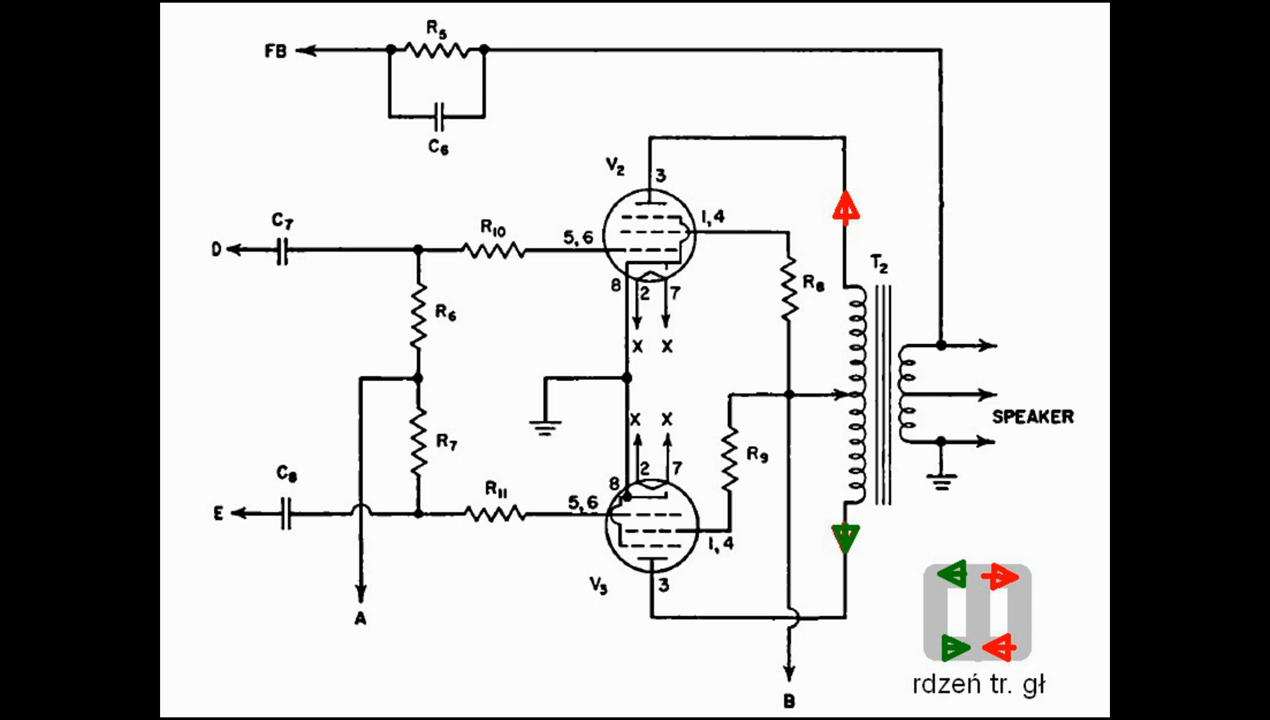 R5
FB
C6
V2
3
C7
R10
1,4
5,6
D
T2
8
2
7
R8
R6
X X
X X
SPEAKER
R7
R9
2
7
C8
R11
8
5,6
E
1,4
V3
3
A
rdzeń tr. gł
B